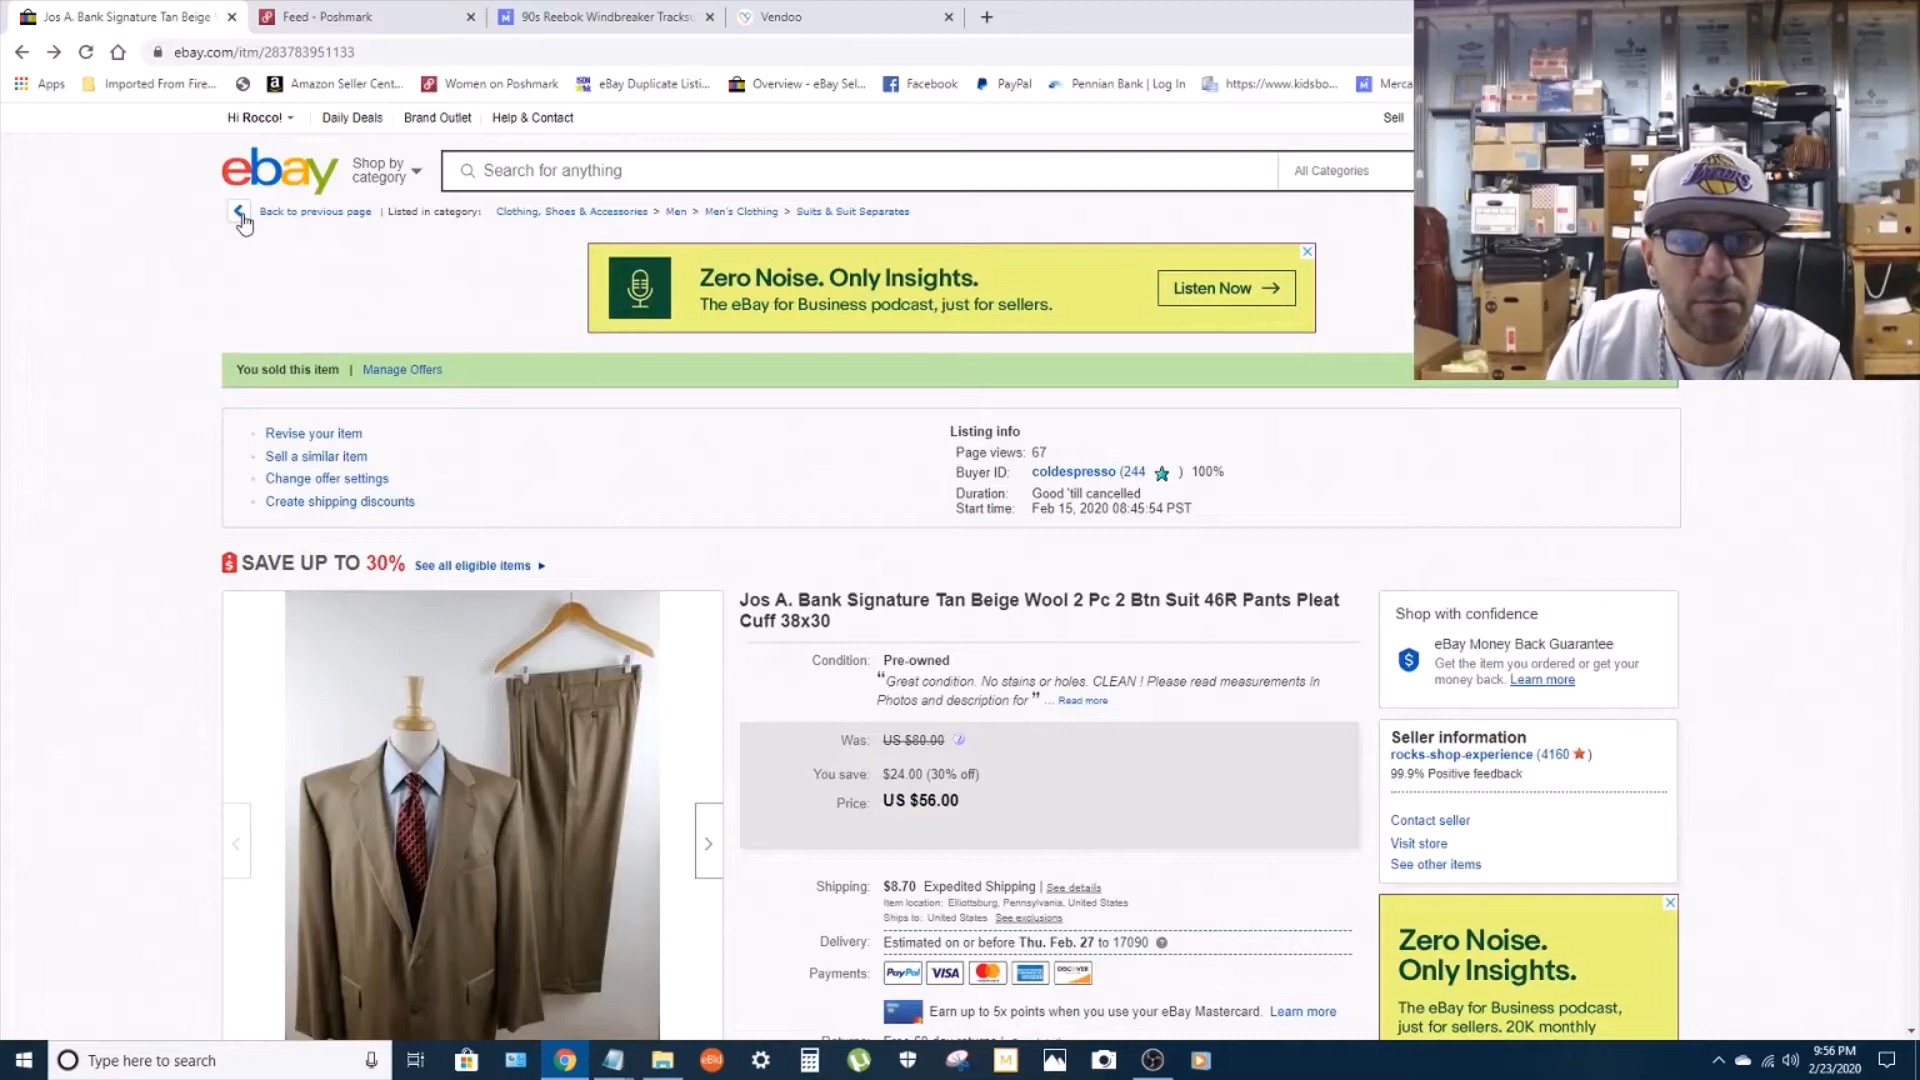 Jos A. Bank Signature Tan Beige
Feed - Poshmark
90s Reebok Windbreaker Tracksu
Vendoo
ebay.com/itm/283783951133
Apps
Imported From Fire...
Amazon Seller Cent...
Women on Poshmark
eBay Duplicate Listi...
Overview - eBay Sel...
Facebook
PayPal
Pennian Bank | Log In
https://www.kidsbo...
Merca
Hi Rocco!
Daily Deals
Brand Outlet
Help & Contact
Sell
ebay
Shop by
category
Search for anything
All Categories
Back to previous page | Listed in category: Clothing, Shoes & Accessories > Men > Men's Clothing > Suits & Suit Separates
Zero Noise. Only Insights.
The eBay for Business podcast, just for sellers.
Listen Now →
You sold this item | Manage Offers
Revise your item
Sell a similar item
Change offer settings
Create shipping discounts
Listing info
Page views: 67
Buyer ID: coldespresso (244 ) 100%
Duration: Good 'till cancelled
Start time: Feb 15, 2020 08:45:54 PST
SAVE UP TO 30% See all eligible items
Jos A. Bank Signature Tan Beige Wool 2 Pc 2 Btn Suit 46R Pants Pleat
Cuff 38x30
Condition: Pre-owned
“Great condition. No stains or holes. CLEAN ! Please read measurements In
Photos and description for ” ... Read more
Was: US $80.00
You save: $24.00 (30% off)
Price: US $56.00
Shipping: $8.70 Expedited Shipping | See details
Item location: Elliottsburg, Pennsylvania, United States
Ships to: United States See exclusions
Delivery: Estimated on or before Thu. Feb. 27 to 17090
Payments: PayPal VISA DISCOVER
Earn up to 5x points when you use your eBay Mastercard. Learn more
Shop with confidence
eBay Money Back Guarantee
Get the item you ordered or get your
money back. Learn more
Seller information
rocks-shop-experience (4160 )
99.9% Positive feedback
Contact seller
Visit store
See other items
Zero Noise.
Only Insights.
The eBay for Business podcast,
just for sellers. 20K monthly
LAKERS
Type here to search
eBid
M
9:56 PM
2/23/2020